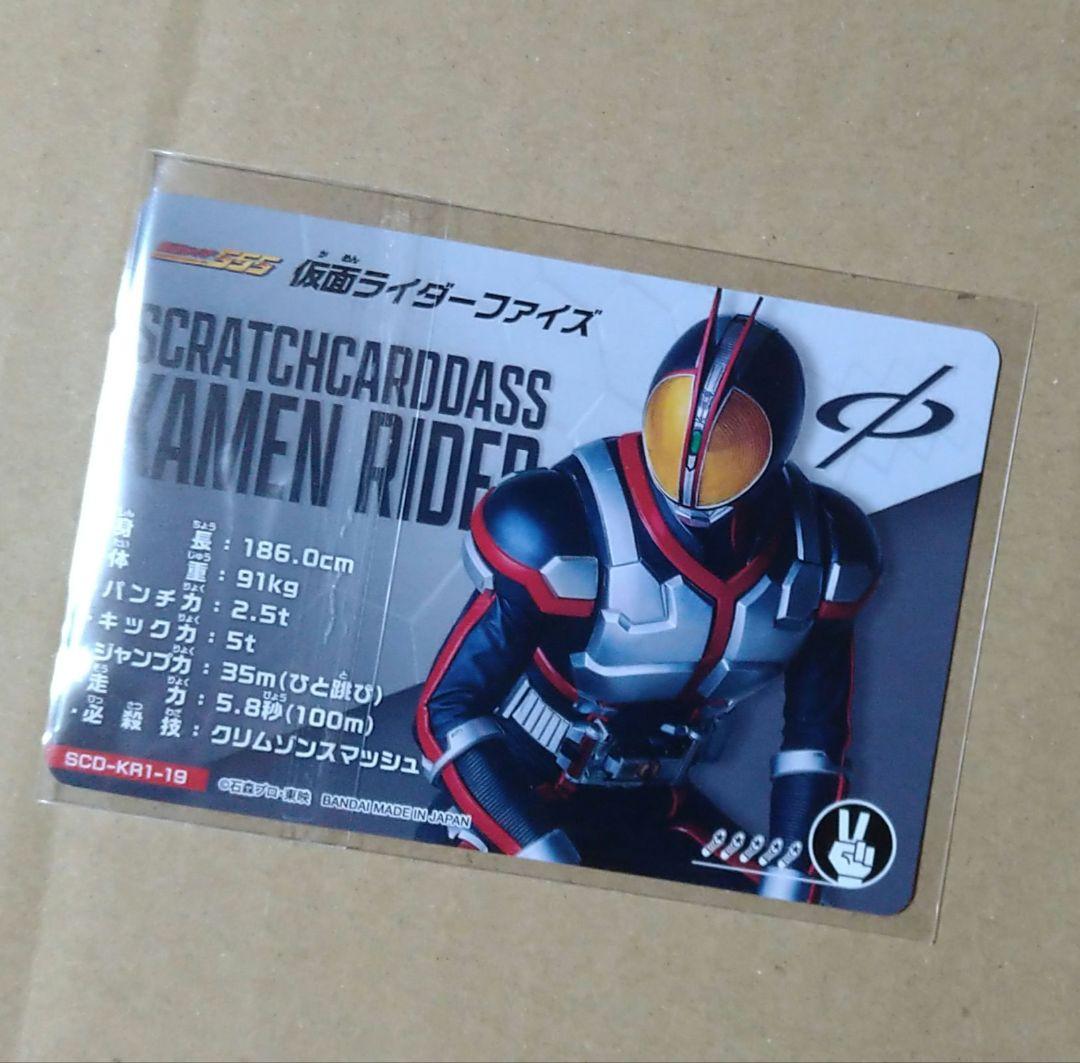 555
仮面ライダーファイズ
SCRATCHCARDDASS
KAMEN RIDER
身長：186.0cm
体重：91kg
パンチ力：2.5t
キック力：5t
ジャンプ力：35m(ひと跳び)
走力：5.8秒(100m)
必殺技：クリムゾンスマッシュ
SCD-KR1-19
©石森プロ・東映 BANDAI MADE IN JAPAN